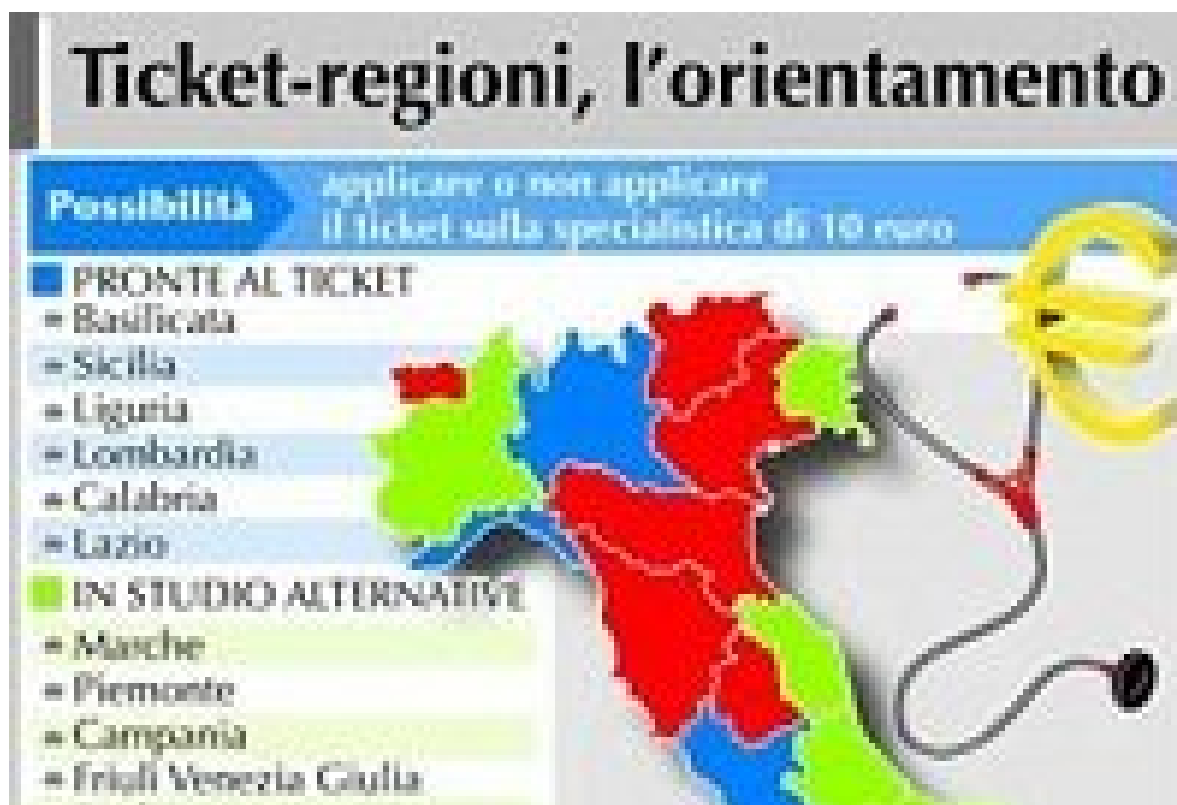 Ticket-regioni, l'orientamento
Possibilità
applicare o non applicare
il ticket sulla specialistica di 10 euro
PRONTE AL TICKET
Basilicata
Sicilia
Liguria
Lombardia
Calabria
Lazio
IN STUDIO ALTERNATIVE
Marche
Piemonte
Campania
Friuli Venezia Giulia